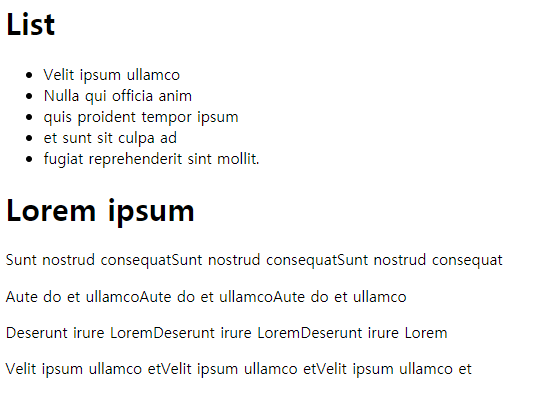 List
Velit ipsum ullamco
Nulla qui officia anim
quis proident tempor ipsum
et sunt sit culpa ad
fugiat reprehenderit sint mollit.
Lorem ipsum
Sunt nostrud consequatSunt nostrud consequatSunt nostrud consequat
Aute do et ullamcoAute do et ullamcoAute do et ullamco
Deserunt irure LoremDeserunt irure LoremDeserunt irure Lorem
Velit ipsum ullamco etVelit ipsum ullamco etVelit ipsum ullamco et